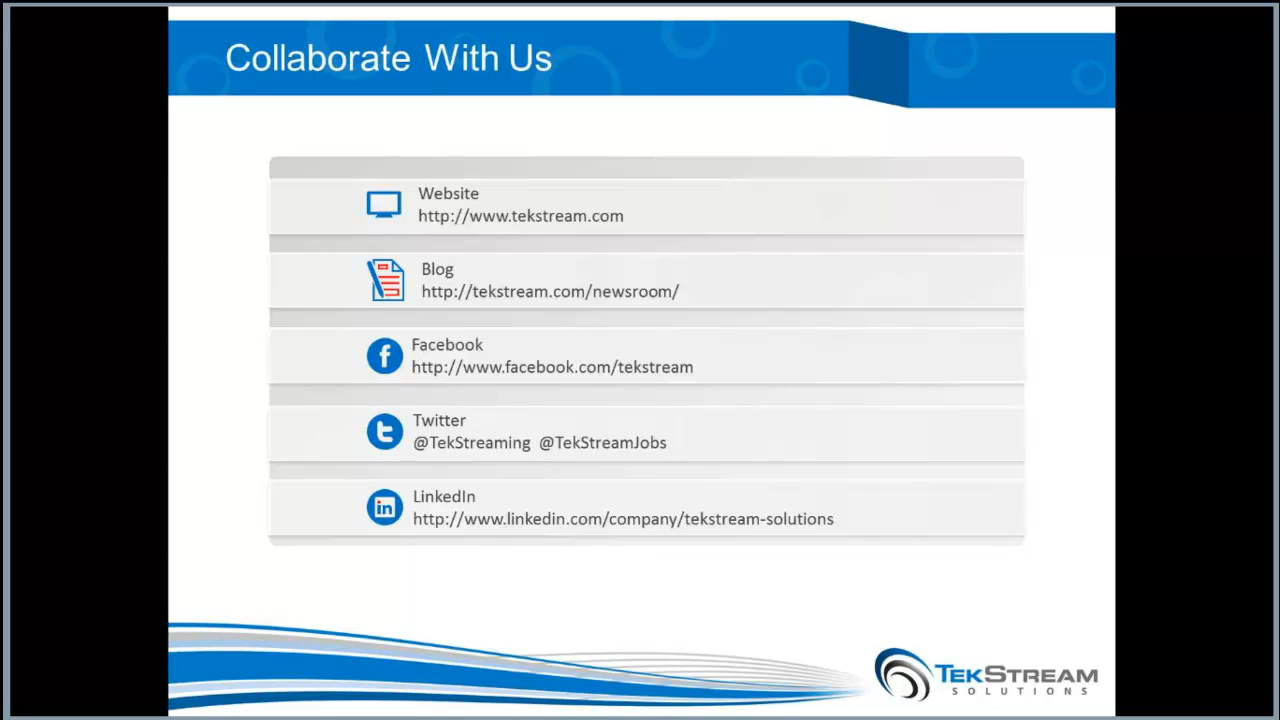 Collaborate With Us
Website
http://www.tekstream.com
Blog
http://tekstream.com/newsroom/
Facebook
http://www.facebook.com/tekstream
Twitter
@TekStreaming @TekStreamJobs
LinkedIn
http://www.linkedin.com/company/tekstream-solutions
TEKSTREAM
SOLUTIONS